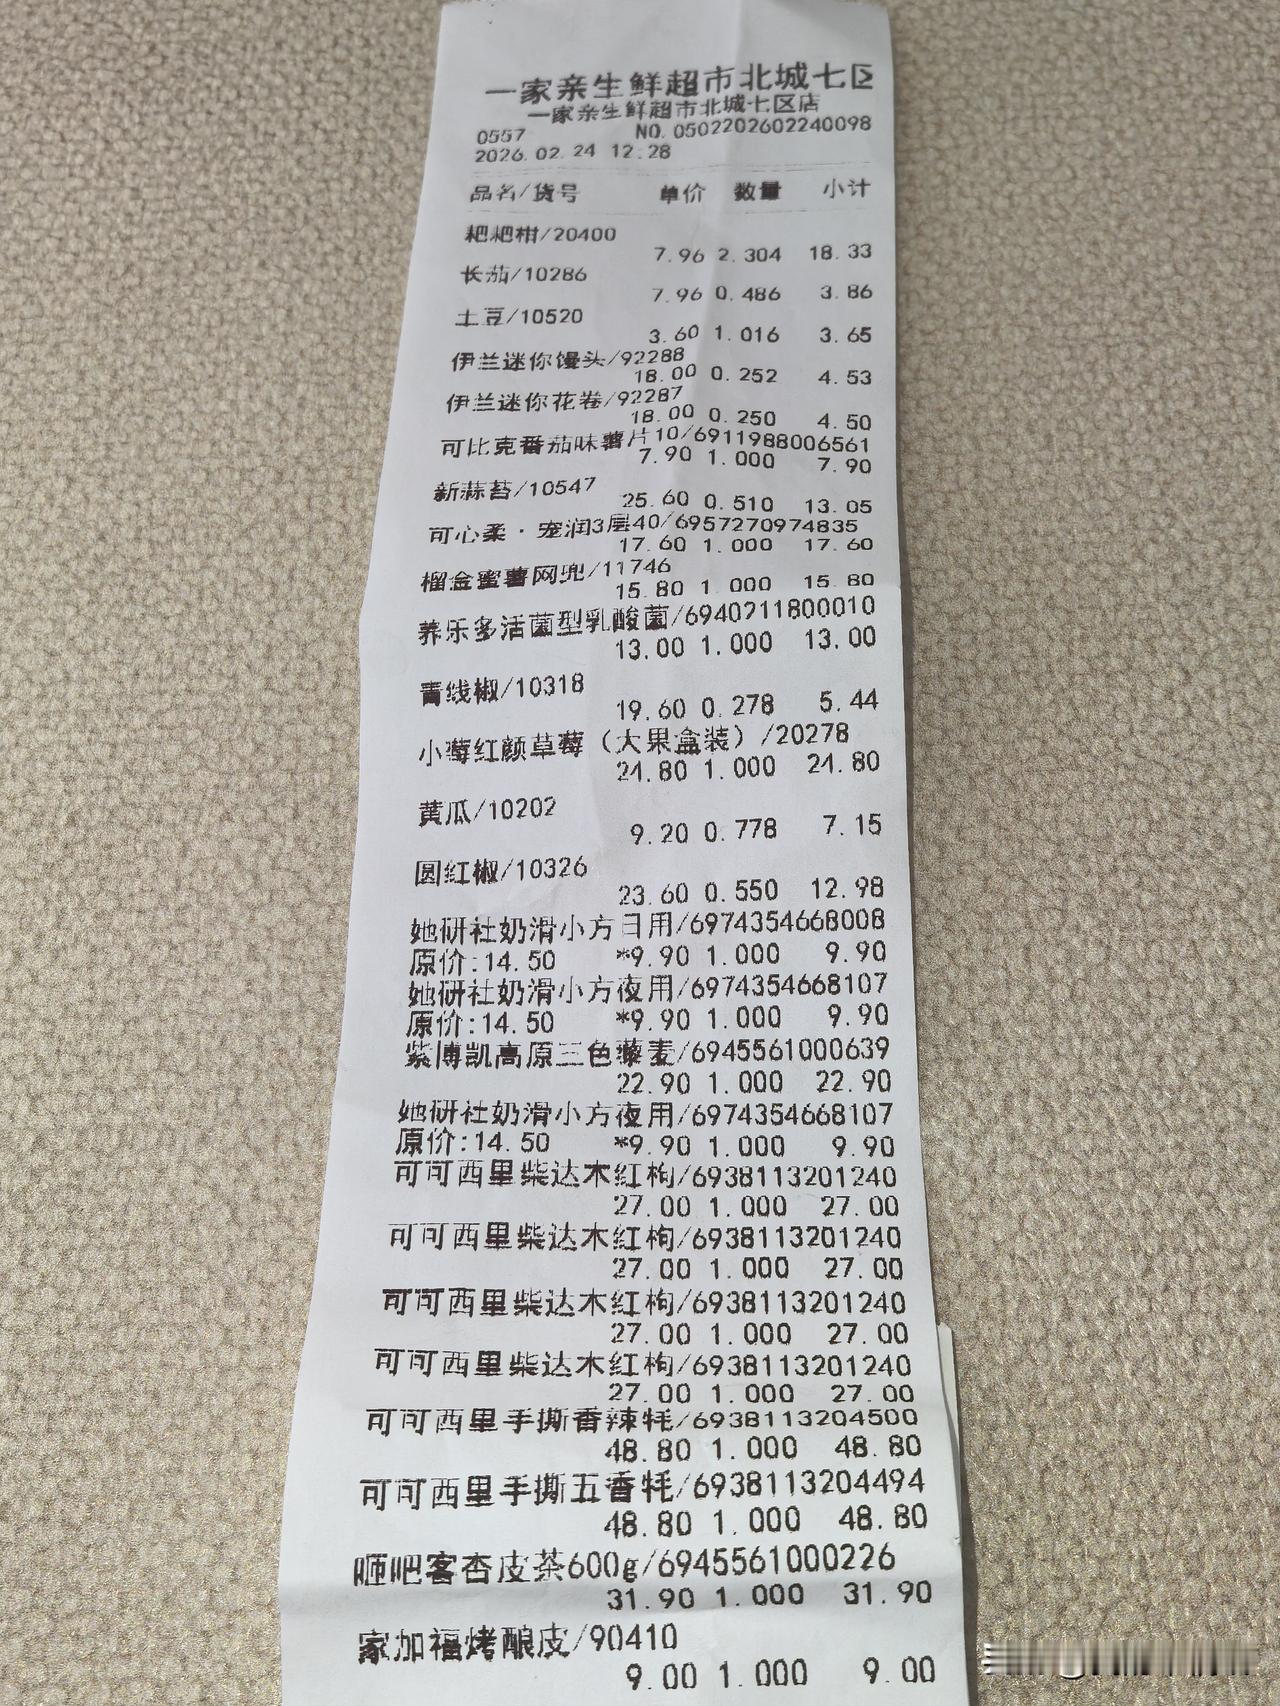 一家亲生鲜超市北城七区
一家亲生鲜超市北城七区店
0557 NO.0502202602240098
2026.02.24 12:28
品名/货号 单价 数量 小计
粑粑柑/20400
7.96 2.304 18.33
长茄/10286
7.96 0.486 3.86
土豆/10520
3.60 1.016 3.65
伊兰迷你馒头/92288
18.00 0.252 4.53
伊兰迷你花卷/92287
18.00 0.250 4.50
可比克番茄味薯片10/6911988006561
7.90 1.000 7.90
新蒜苔/10547
25.60 0.510 13.05
可心柔·宠润3层40/6957270974835
17.60 1.000 17.60
榴金蜜薯网兜/11746
15.80 1.000 15.80
养乐多活菌型乳酸菌/6940211800010
13.00 1.000 13.00
青线椒/10318
19.60 0.278 5.44
小莓红颜草莓（大果盒装）/20278
24.80 1.000 24.80
黄瓜/10202
9.20 0.778 7.15
圆红椒/10326
23.60 0.550 12.98
她研社奶滑小方日用/6974354668008
原价:14.50 *9.90 1.000 9.90
她研社奶滑小方夜用/6974354668107
原价:14.50 *9.90 1.000 9.90
紫博凯高原三色藜麦/6945561000639
22.90 1.000 22.90
她研社奶滑小方夜用/6974354668107
原价:14.50 *9.90 1.000 9.90
可可西里柴达木红枸/6938113201240
27.00 1.000 27.00
可可西里柴达木红枸/6938113201240
27.00 1.000 27.00
可可西里柴达木红枸/6938113201240
27.00 1.000 27.00
可可西里柴达木红枸/6938113201240
27.00 1.000 27.00
可可西里手撕香辣牦/6938113204500
48.80 1.000 48.80
可可西里手撕五香牦/6938113204494
48.80 1.000 48.80
咂吧客杏皮茶600g/6945561000226
31.90 1.000 31.90
家加福烤酿皮/90410
9.00 1.000 9.00